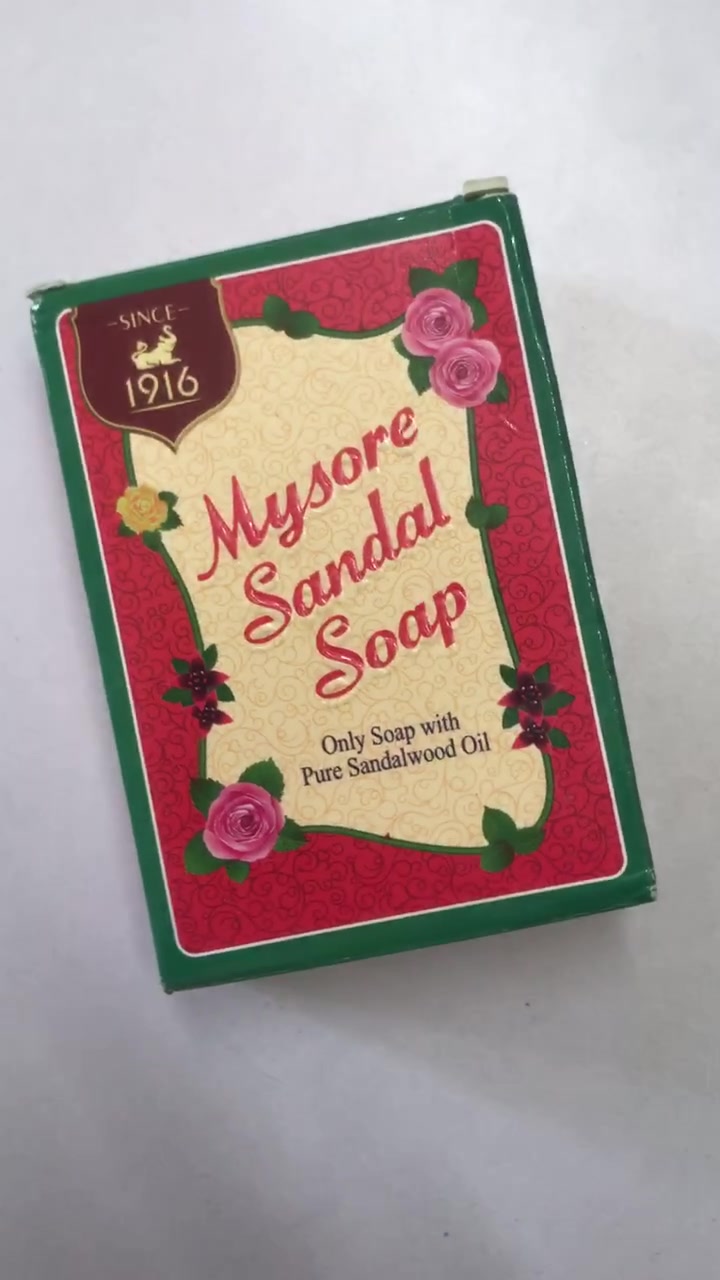 -SINCE-
1916
Mysore
Sandal
Soap
Only Soap with
Pure Sandalwood Oil